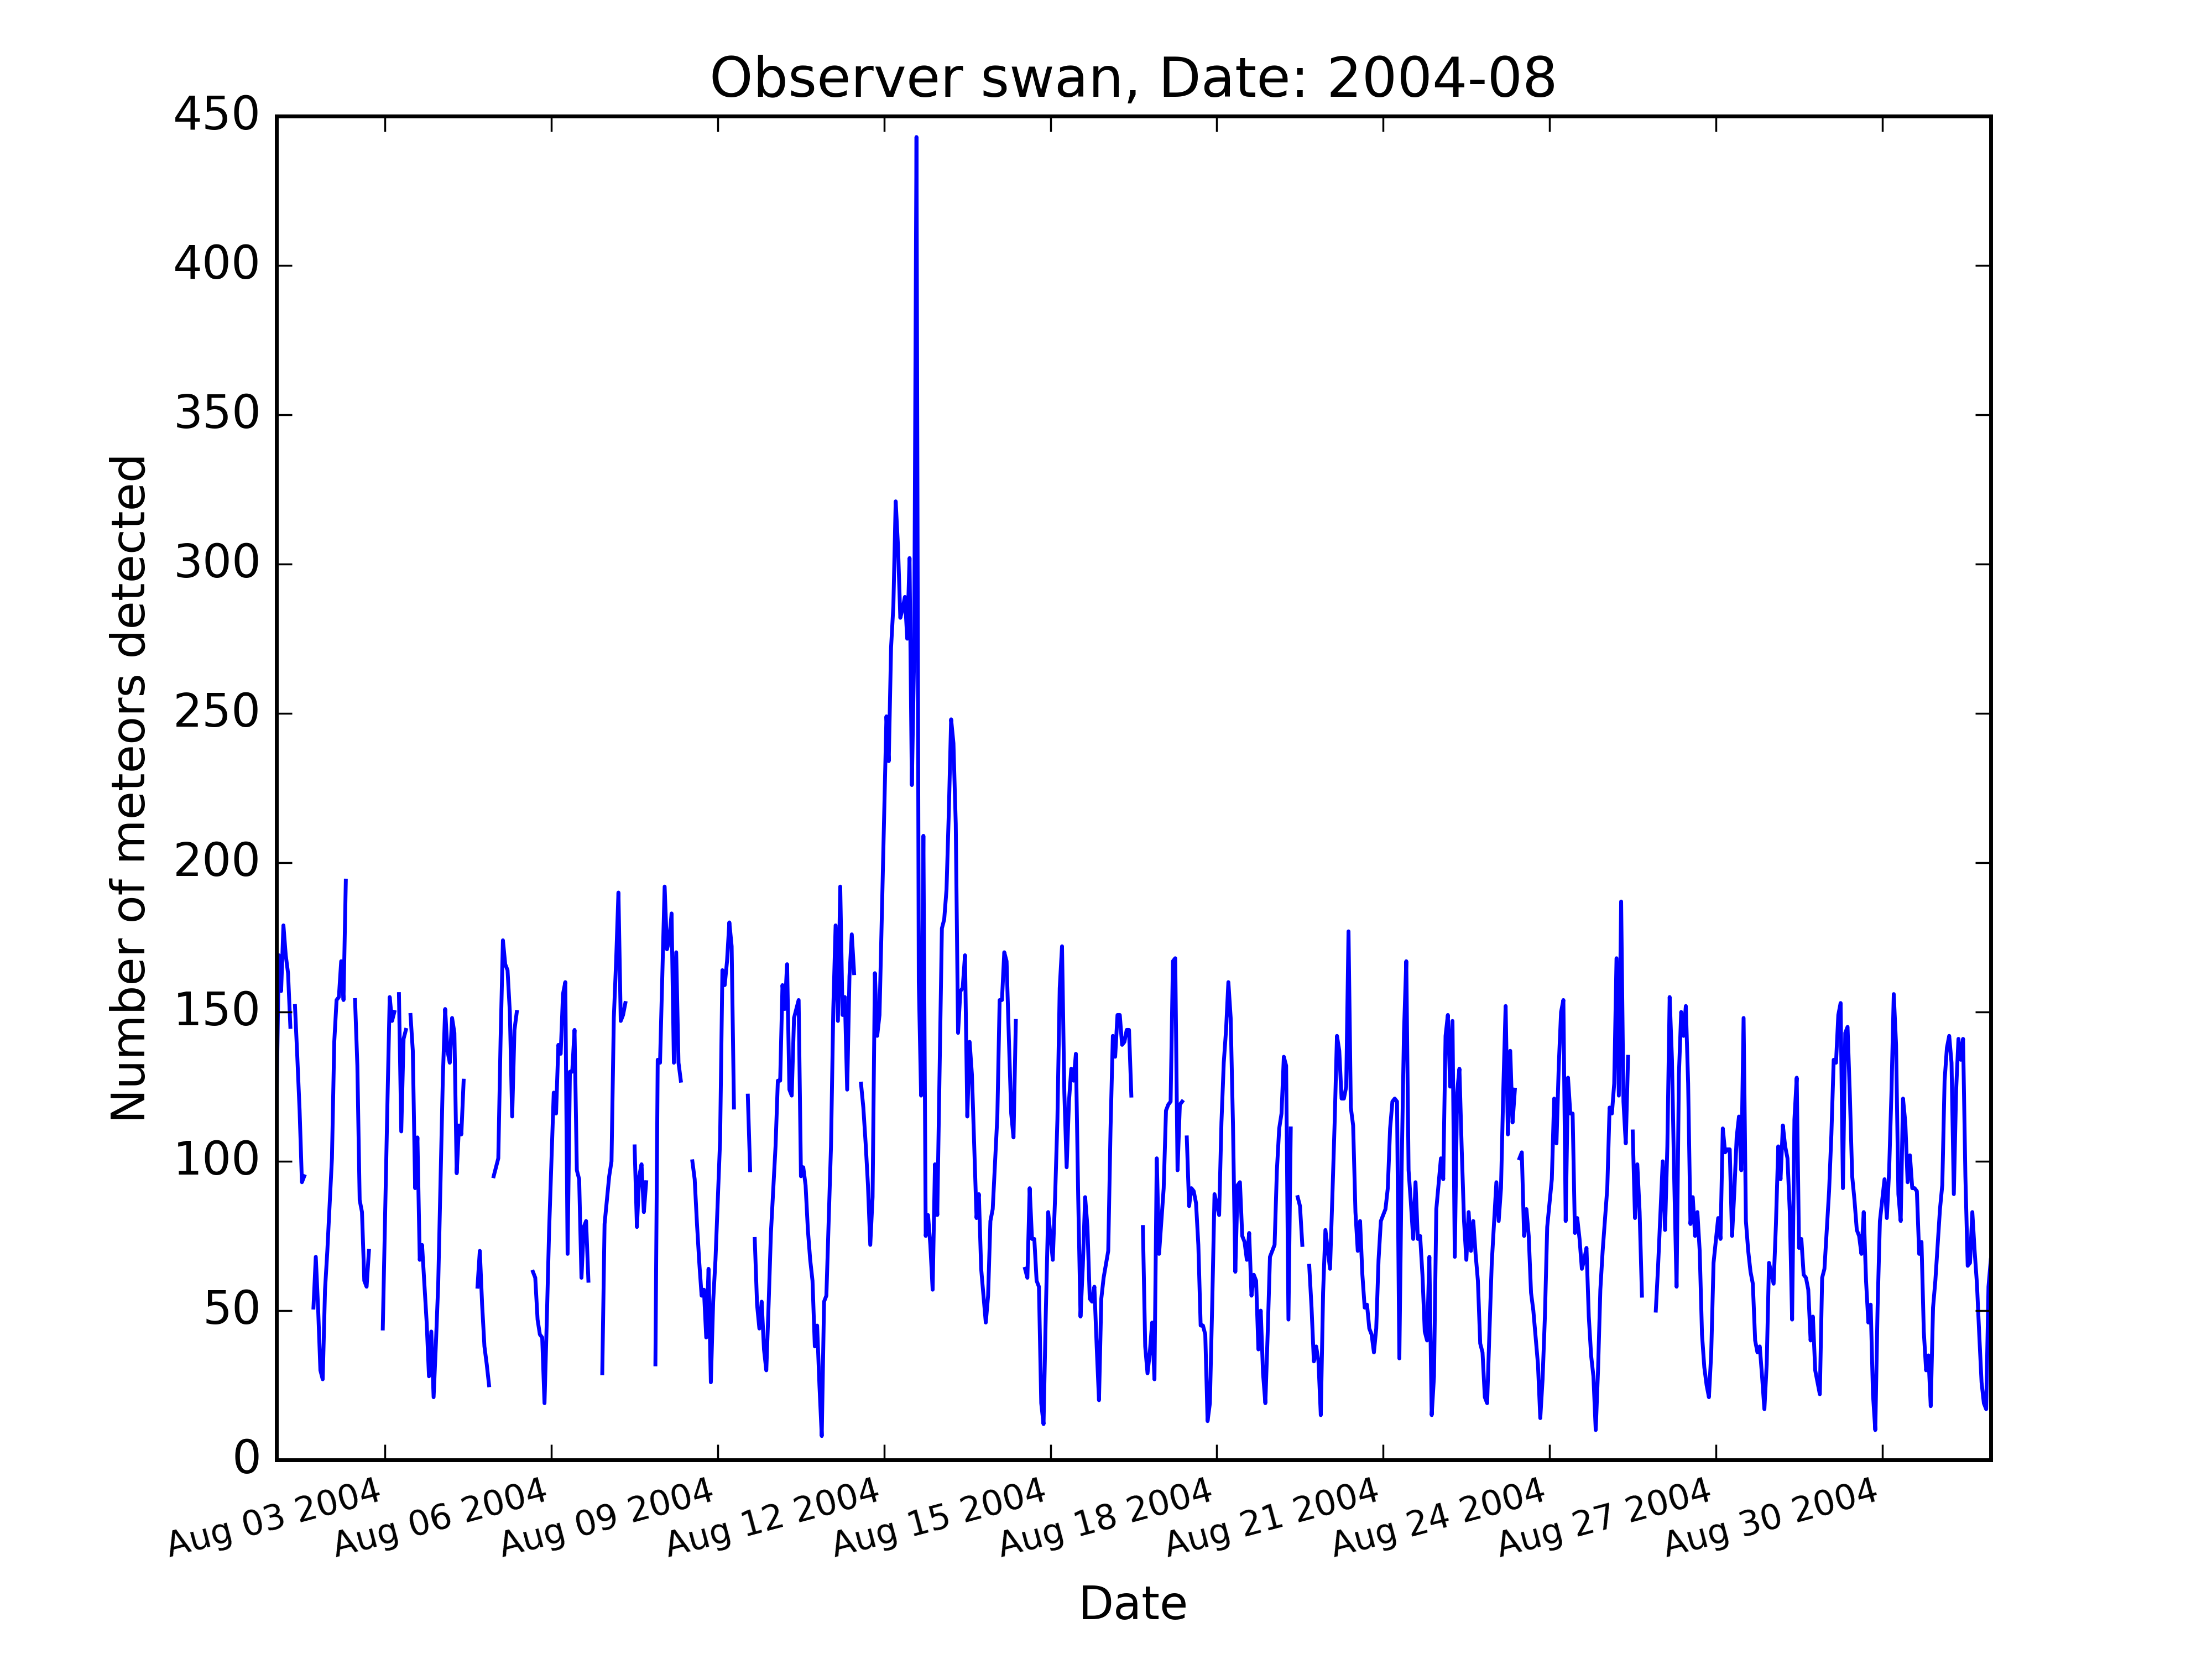 Observer swan, Date: 2004-08
450
400
350
300
250
200
150
100
50
0
Number of meteors detected
Aug 03 2004
Aug 06 2004
Aug 09 2004
Aug 12 2004
Aug 15 2004
Aug 18 2004
Aug 21 2004
Aug 24 2004
Aug 27 2004
Aug 30 2004
Date